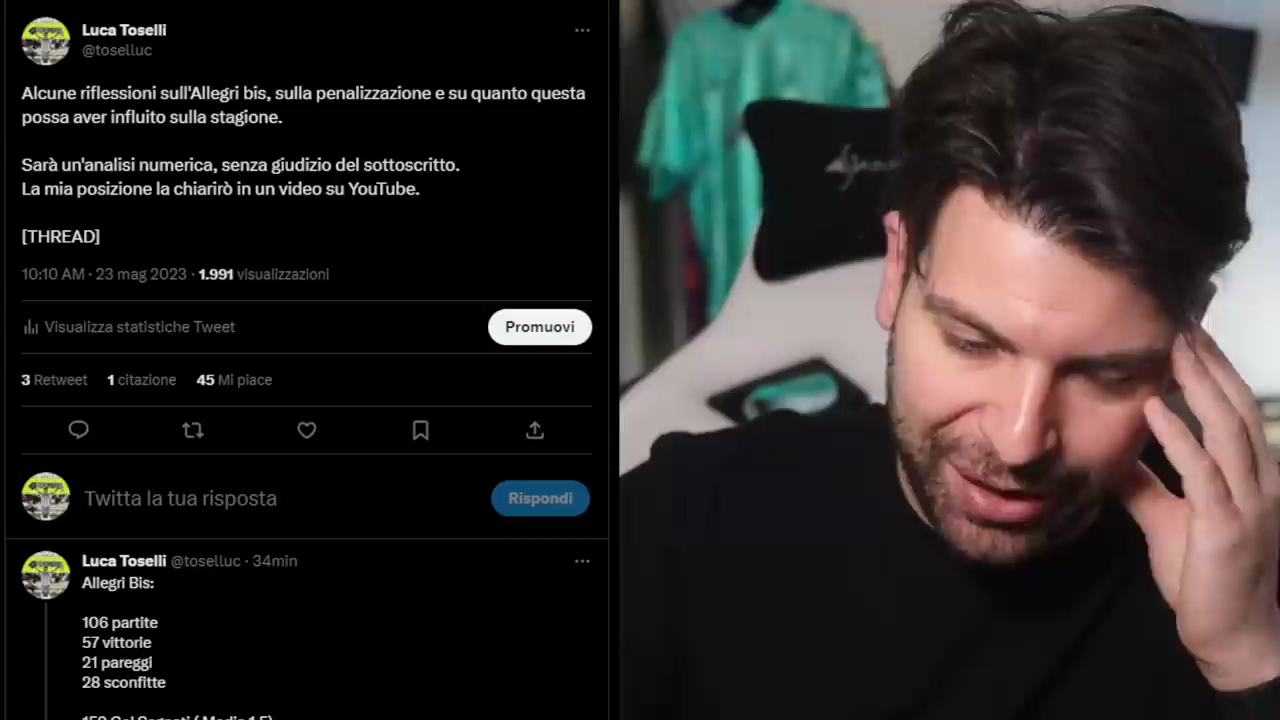 Luca Toselli
@toselluc
Alcune riflessioni sull'Allegri bis, sulla penalizzazione e su quanto questa
possa aver influito sulla stagione.
Sarà un'analisi numerica, senza giudizio del sottoscritto.
La mia posizione la chiarirò in un video su YouTube.
[THREAD]
10:10 AM · 23 mag 2023 · 1.991 visualizzazioni
Visualizza statistiche Tweet
Promuovi
3 Retweet 1 citazione 45 Mi piace
Twitta la tua risposta
Rispondi
Luca Toselli @toselluc · 34min
Allegri Bis:
106 partite
57 vittorie
21 pareggi
28 sconfitte